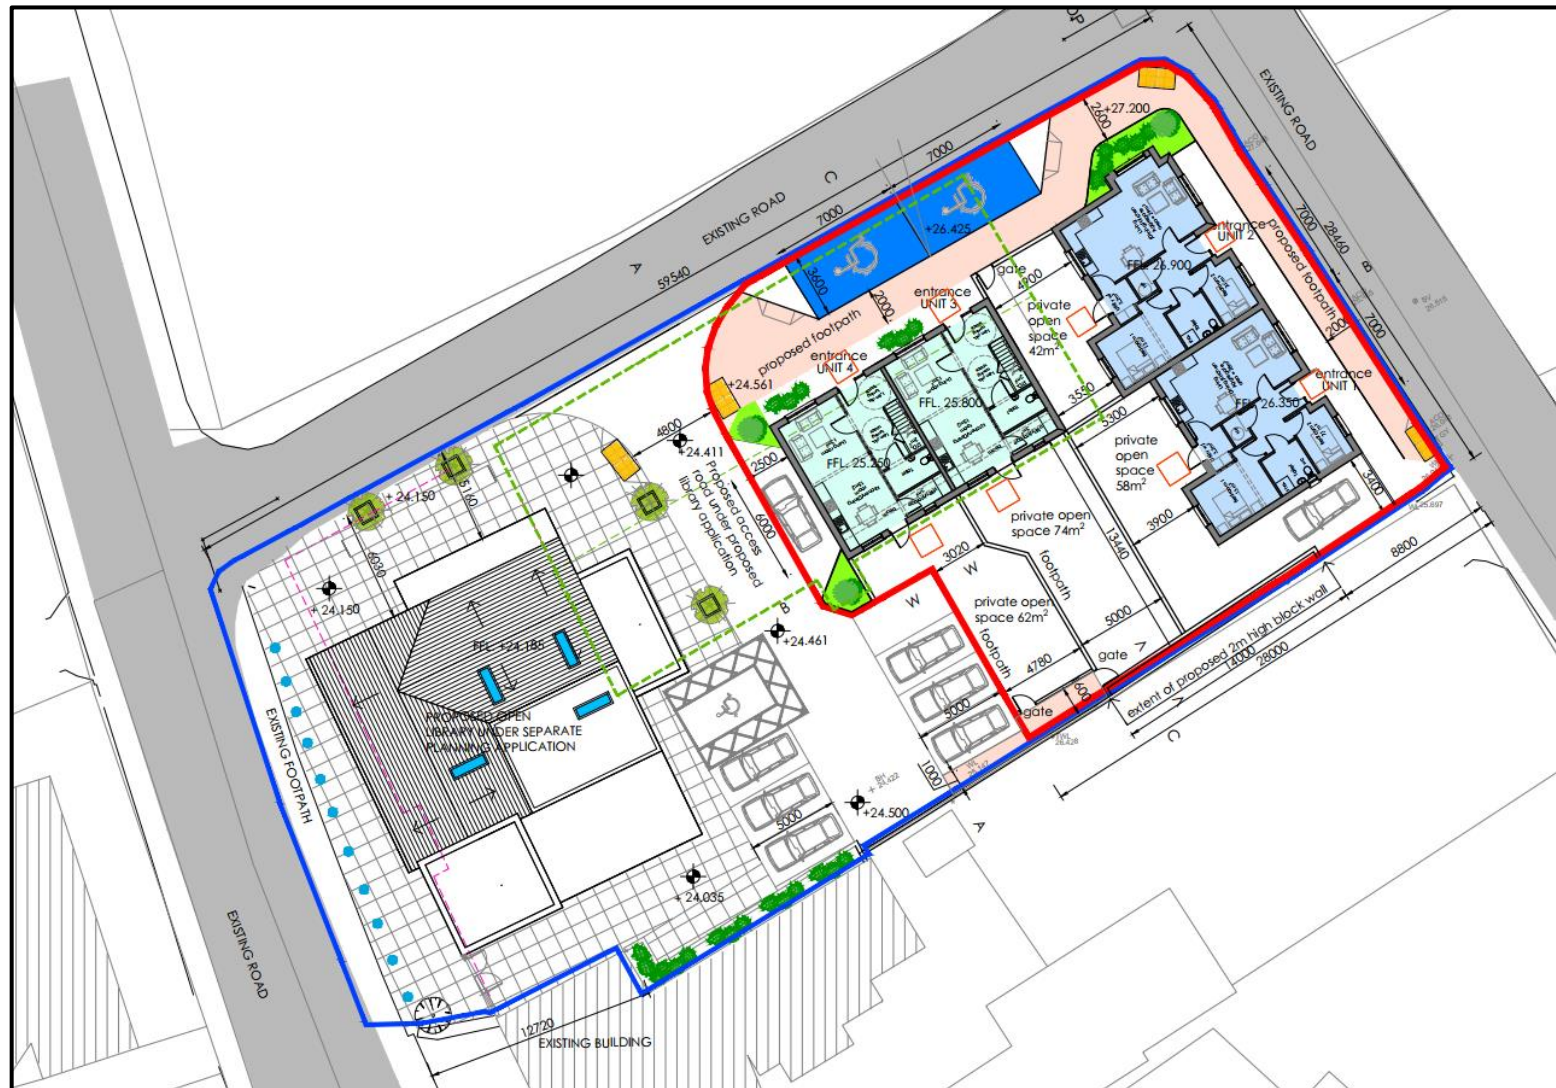 EXISTING ROAD
+27.200
2600
7000
C
EXISTING ROAD
7000
A
59540
+26.425
3600
2000
proposed footpath
gate
4900
entrance
UNIT 3
private
open
space
42m²
FFL. 26.900
entrance
UNIT 2
proposed footpath
7000
28460
B
7000
2000
entrance
UNIT 4
+24.561
FFL. 25.800
3550
5300
FFL. 26.350
entrance
UNIT 1
4800
+24.411
2500
FFL. 25.250
private
open
space
58m²
3400
3900
8800
Proposed access
road under proposed
library application
6000
private open
space 74m²
13440
3020
W
W
footpath
private open
space 62m²
footpath
5000
4780
gate
A
600
gate
extent of proposed 2m high block wall
14000
28000
C
+ 24.150
5160
6030
+ 24.150
B
+24.461
FFL. +24.185
PROPOSED OPEN
LIBRARY UNDER SEPARATE
PLANNING APPLICATION
EXISTING FOOTPATH
5000
1000
5000
+24.500
A
+ 24.035
EXISTING ROAD
12720
EXISTING BUILDING